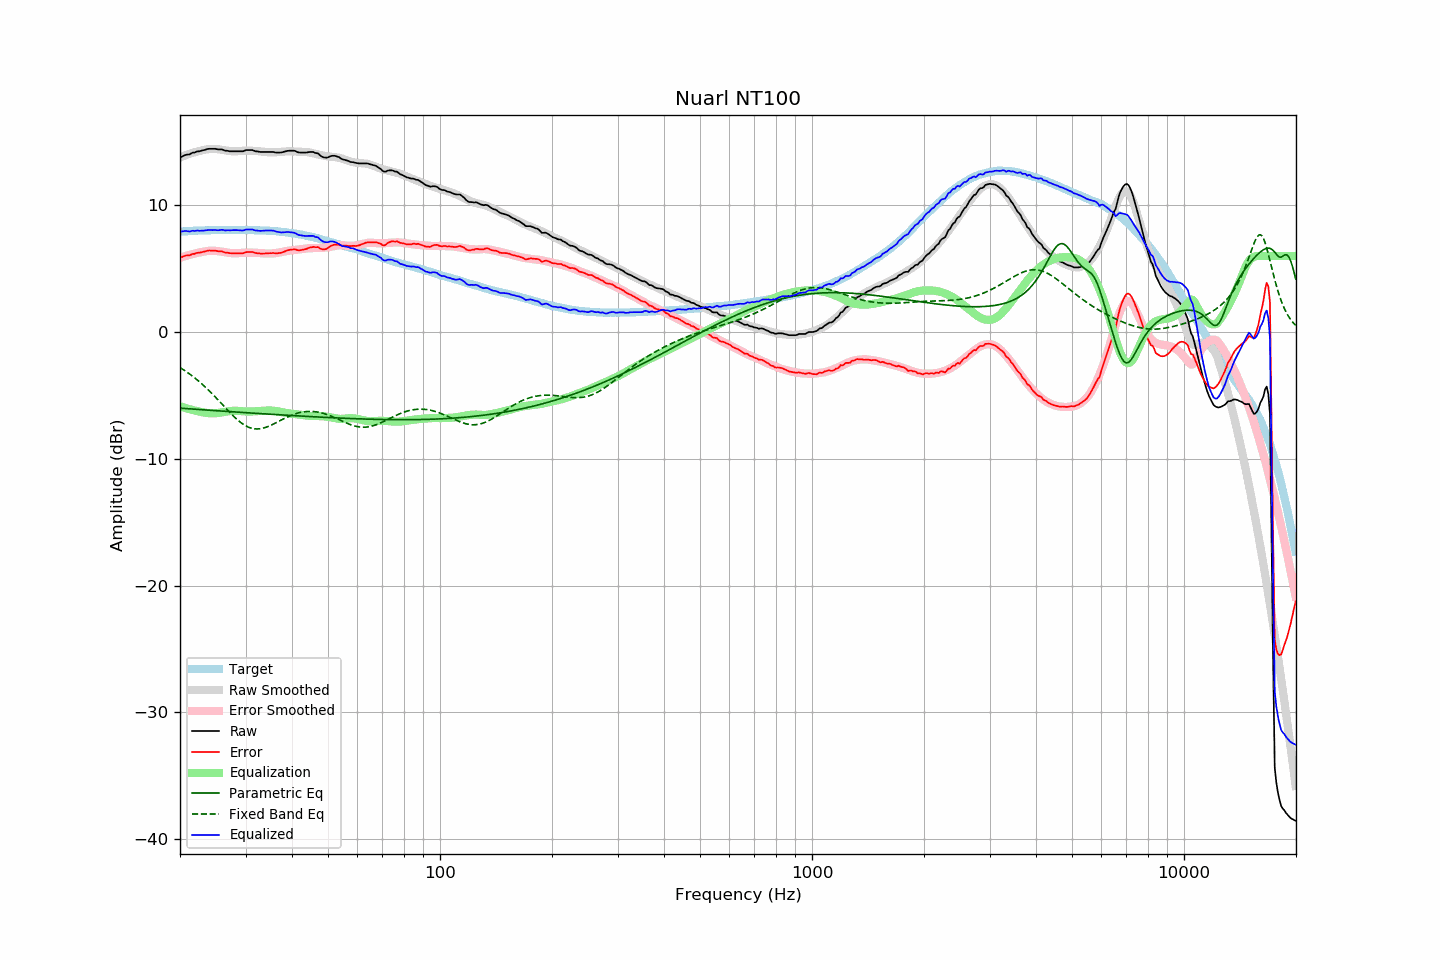 Nuarl NT100
Amplitude (dBr)
10
0
−10
−20
−30
−40
Target
Raw Smoothed
Error Smoothed
Raw
Error
Equalization
Parametric Eq
Fixed Band Eq
Equalized
100
1000
10000
Frequency (Hz)